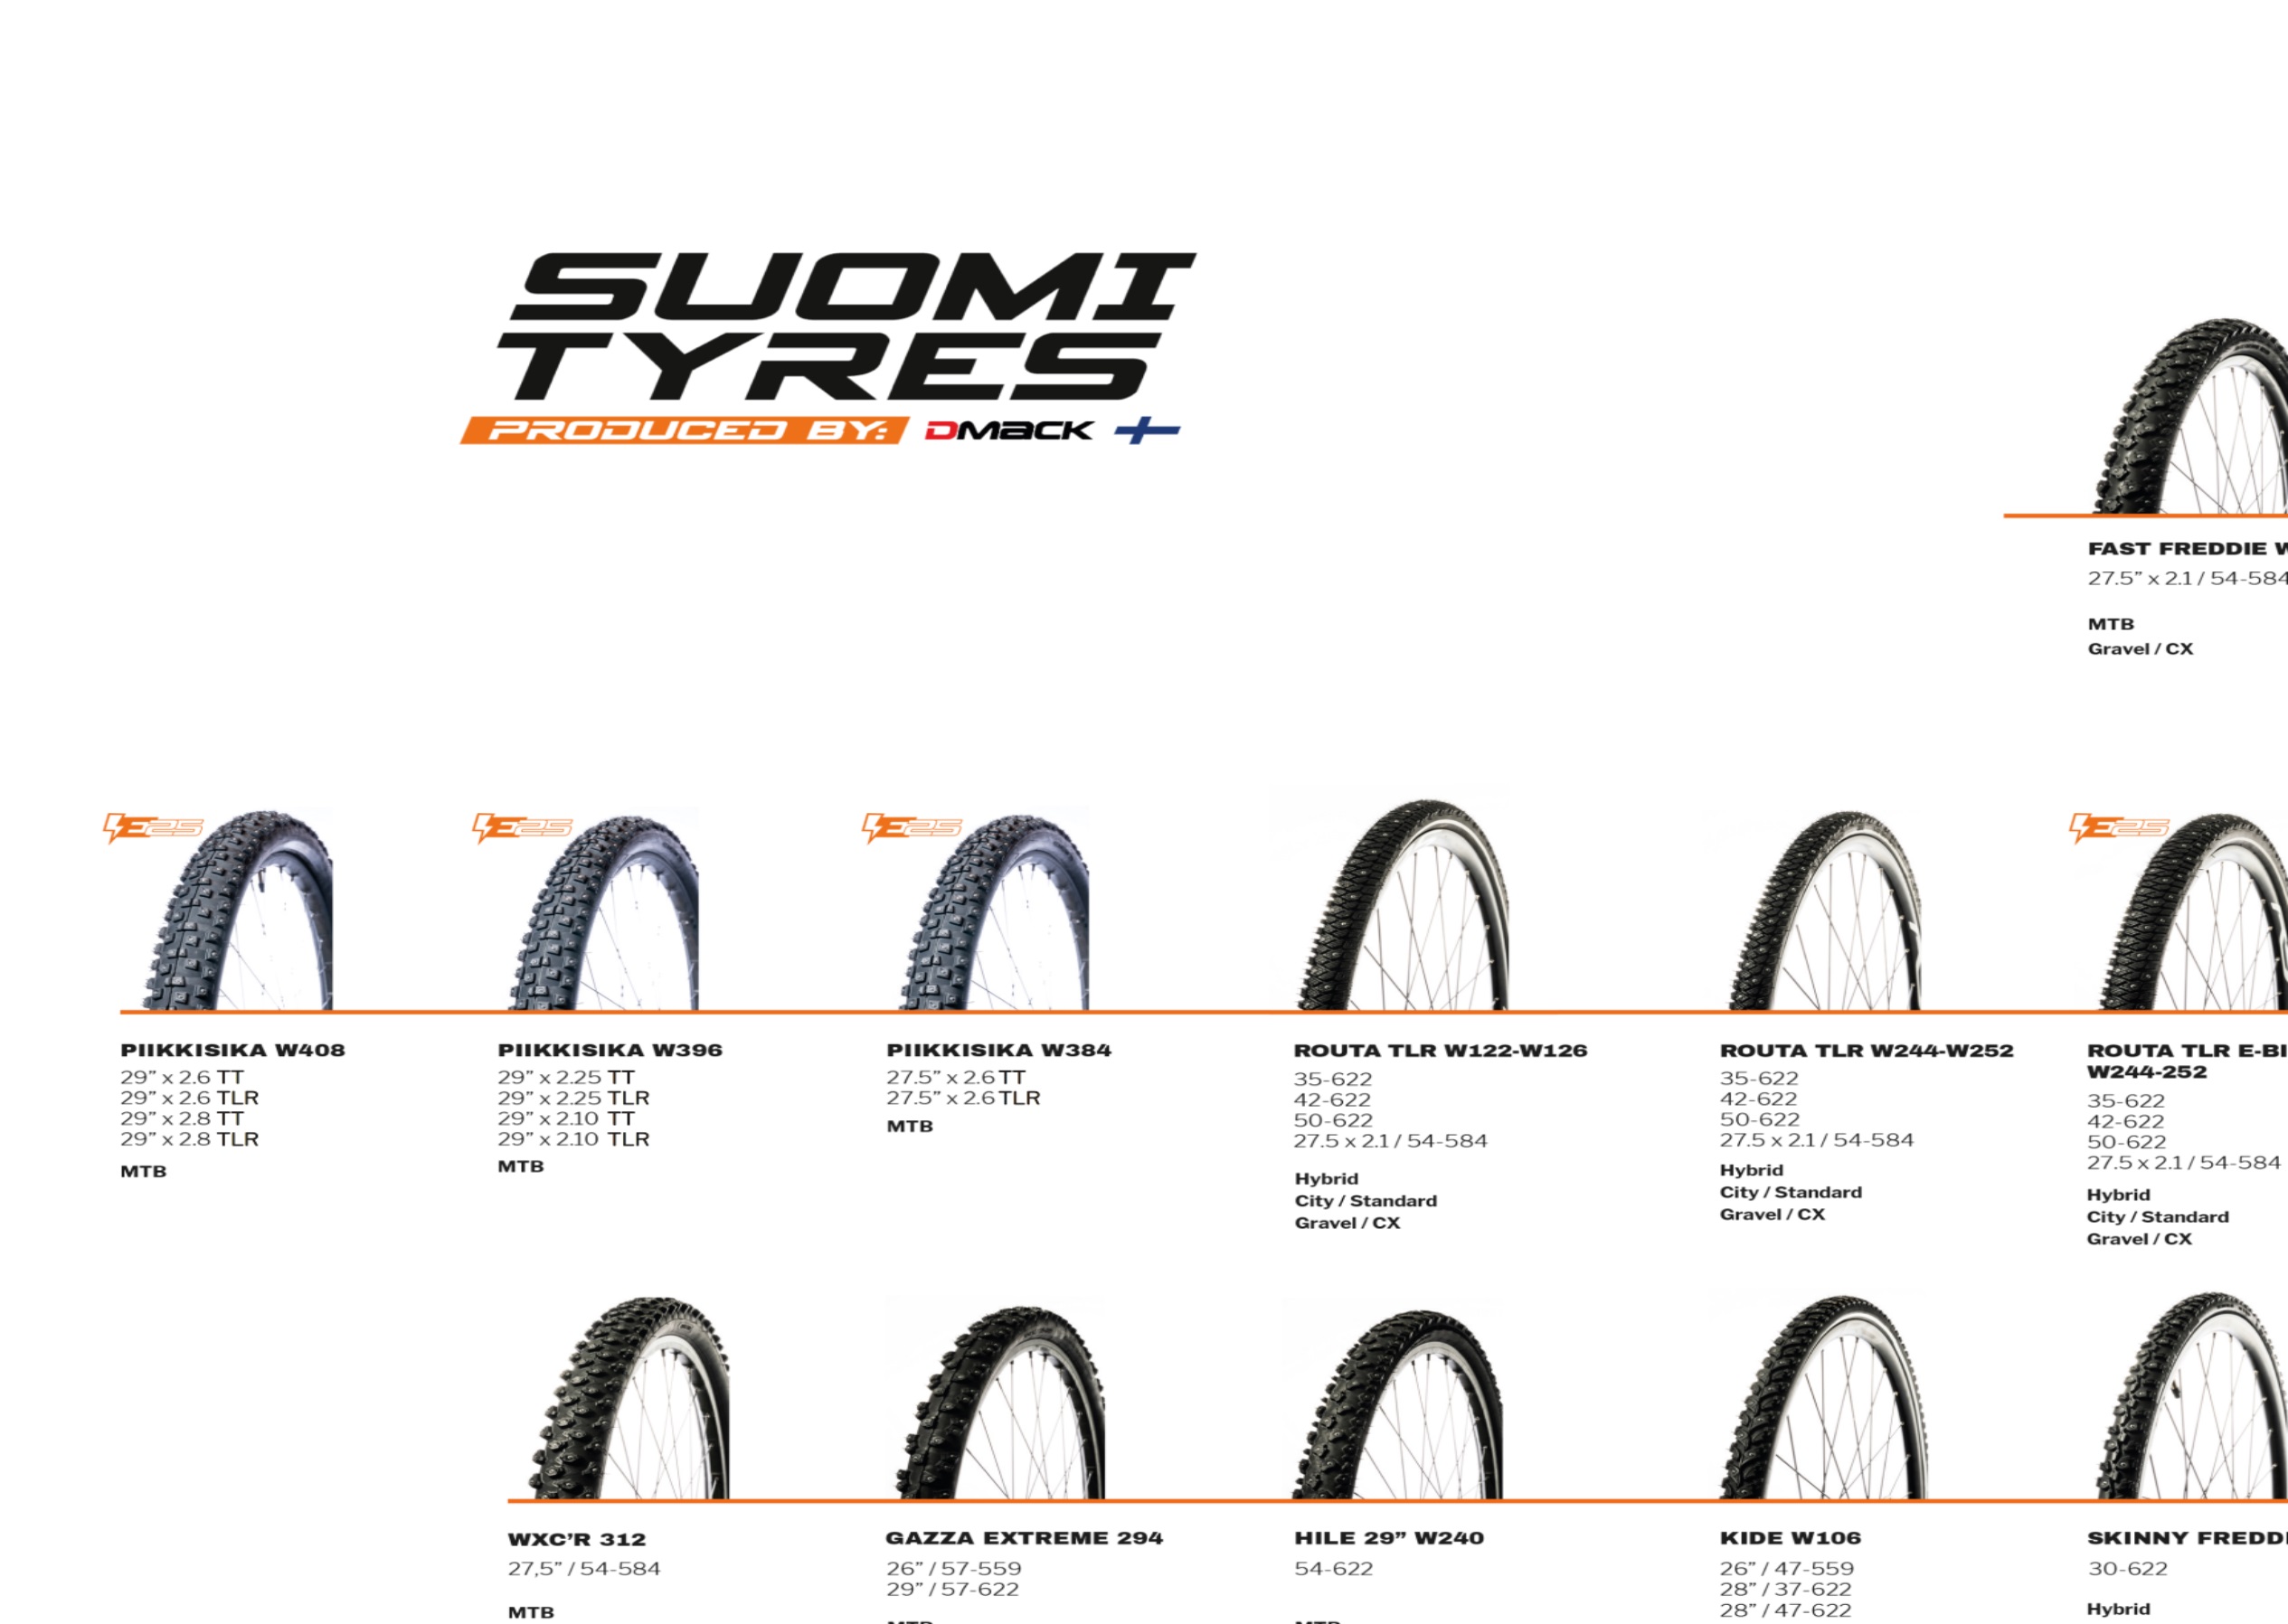 SUOMI
TYRES
PRODUCED BY: DMACK
FAST FREDDIE
27.5” x 2.1 / 54-584
MTB
Gravel / CX
E25
PIIKKISIKA W408
29” x 2.6 TT
29” x 2.6 TLR
29” x 2.8 TT
29” x 2.8 TLR
MTB
E25
PIIKKISIKA W396
29” x 2.25 TT
29” x 2.25 TLR
29” x 2.10 TT
29” x 2.10 TLR
MTB
E25
PIIKKISIKA W384
27.5” x 2.6 TT
27.5” x 2.6 TLR
MTB
ROUTA TLR W122-W126
35-622
42-622
50-622
27.5 x 2.1 / 54-584
Hybrid
City / Standard
Gravel / CX
ROUTA TLR W244-W252
35-622
42-622
50-622
27.5 x 2.1 / 54-584
Hybrid
City / Standard
Gravel / CX
E25
ROUTA TLR E-BI
W244-252
35-622
42-622
50-622
27.5 x 2.1 / 54-584
Hybrid
City / Standard
Gravel / CX
WXC’R 312
27,5” / 54-584
MTB
GAZZA EXTREME 294
26” / 57-559
29” / 57-622
HILE 29” W240
54-622
KIDE W106
26” / 47-559
28” / 37-622
28” / 47-622
SKINNY FREDDI
30-622
Hybrid